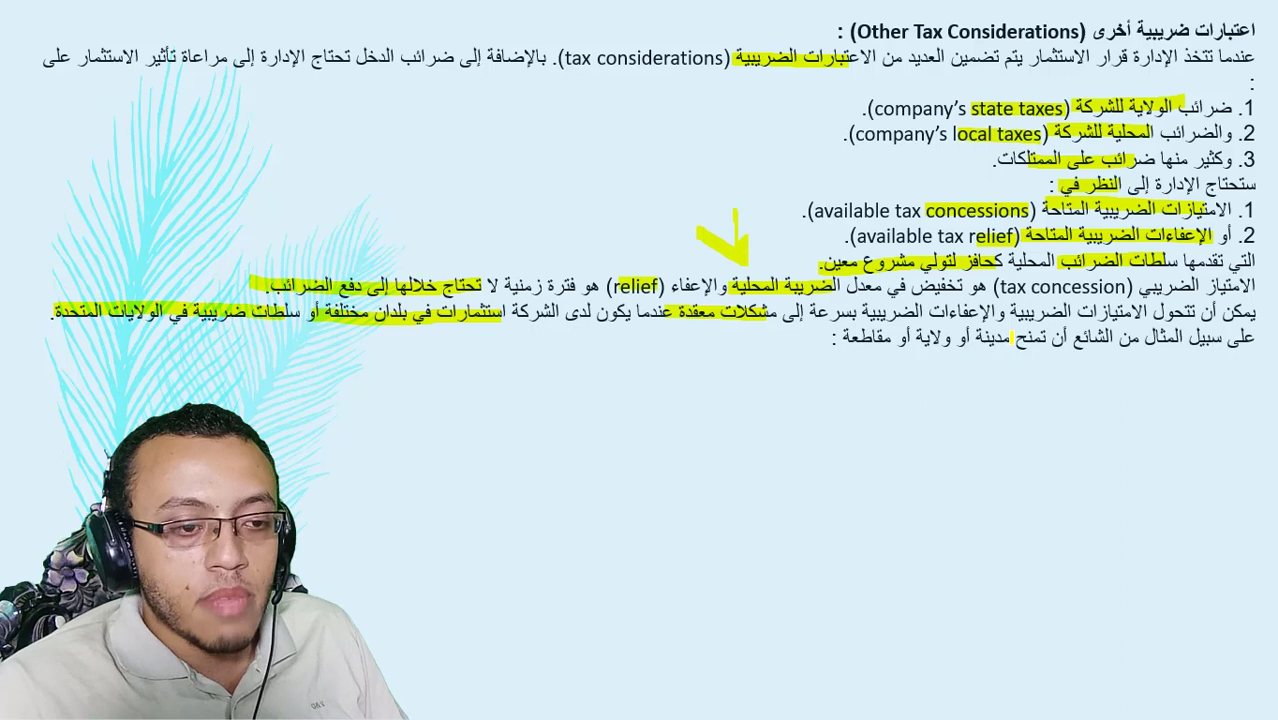 اعتبارات ضريبية أخرى (Other Tax Considerations) :
عندما تتخذ الإدارة قرار الاستثمار يتم تضمين العديد من الاعتبارات الضريبية (tax considerations). بالإضافة إلى ضرائب الدخل تحتاج الإدارة إلى مراعاة تأثير الاستثمار على
:
1. ضرائب الولاية للشركة (company's state taxes).
2. والضرائب المحلية للشركة (company's local taxes).
3. وكثير منها ضرائب على الممتلكات.
ستحتاج الإدارة إلى النظر في :
1. الامتيازات الضريبية المتاحة (available tax concessions).
2. أو الإعفاءات الضريبية المتاحة (available tax relief).
التي تقدمها سلطات الضرائب المحلية كحافز لتولي مشروع معين.
الامتياز الضريبي (tax concession) هو تخفيض في معدل الضريبة المحلية والإعفاء (relief) هو فترة زمنية لا تحتاج خلالها إلى دفع الضرائب.
يمكن أن تتحول الامتيازات الضريبية والإعفاءات الضريبية بسرعة إلى مشكلات معقدة عندما يكون لدى الشركة استثمارات في بلدان مختلفة أو سلطات ضريبية في الولايات المتحدة.
على سبيل المثال من الشائع أن تمنح مدينة أو ولاية أو مقاطعة :